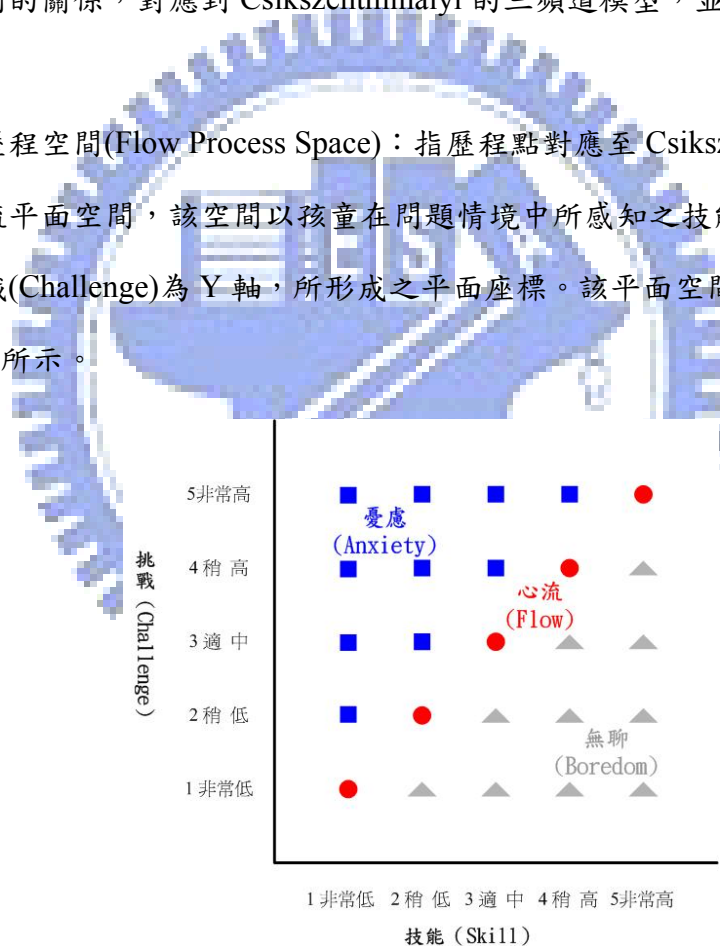 的關係，對應到 Csikszentmihalyi 的三頻道模型，並
程空間(Flow Process Space)：指歷程點對應至 Csiksz
平面空間，該空間以孩童在問題情境中所感知之技能
(Challenge)為 Y 軸，所形成之平面座標。該平面空間
所示。
5非常高
憂慮
(Anxiety)
4 稍 高
心流
(Flow)
3 適 中
2 稍 低
無聊
(Boredom)
1 非常低
挑戰（Challenge）
1 非常低 2 稍 低 3 適 中 4 稍 高 5非常高
技能（Skill）